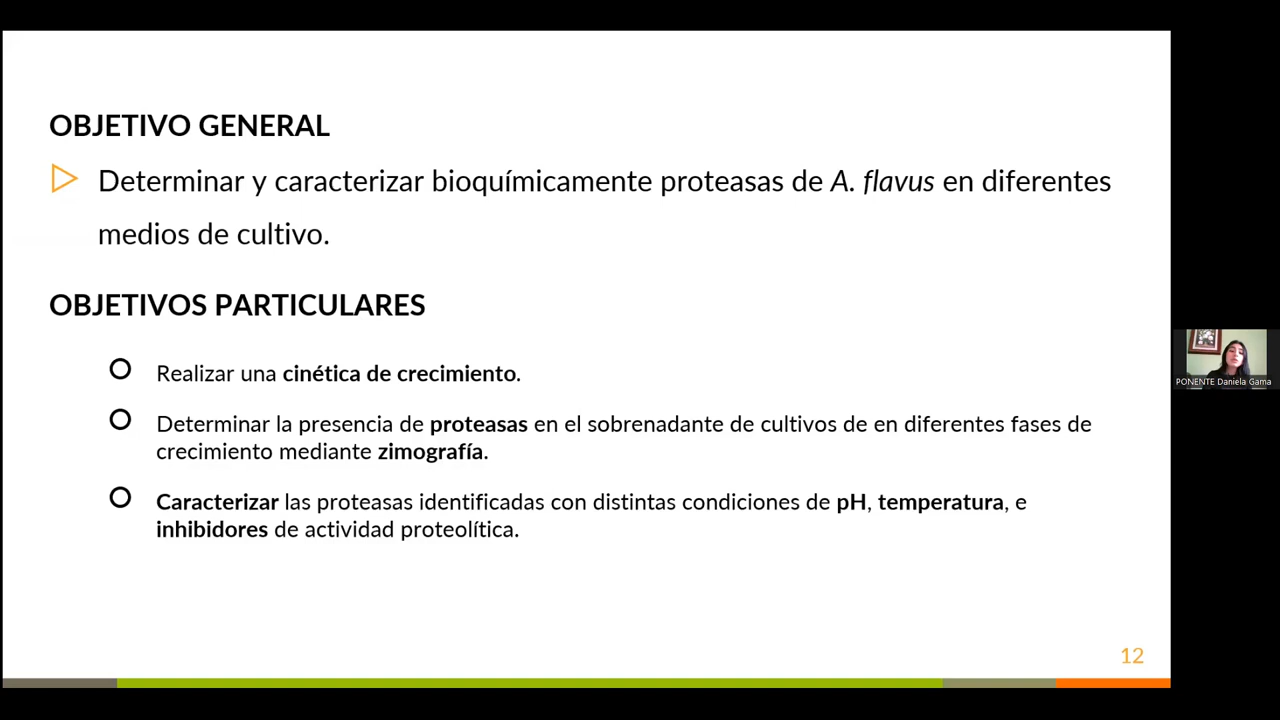 OBJETIVO GENERAL
Determinar y caracterizar bioquímicamente proteasas de A. flavus en diferentes
medios de cultivo.
OBJETIVOS PARTICULARES
Realizar una cinética de crecimiento.
Determinar la presencia de proteasas en el sobrenadante de cultivos de en diferentes fases de
crecimiento mediante zimografía.
Caracterizar las proteasas identificadas con distintas condiciones de pH, temperatura, e
inhibidores de actividad proteolítica.
PONENTE Daniela Gama
12